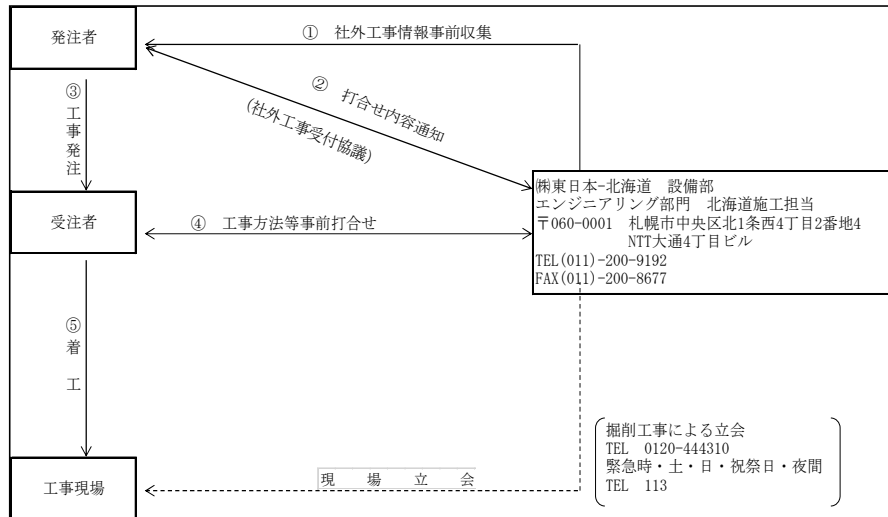 発注者
① 社外工事情報事前収集
② 打合せ内容通知
(社外工事受付協議)
③工事発注
㈱東日本-北海道 設備部
エンジニアリング部門 北海道施工担当
〒060-0001 札幌市中央区北1条西4丁目2番地4
NTT大通4丁目ビル
TEL(011)-200-9192
FAX(011)-200-8677
受注者
④ 工事方法等事前打合せ
⑤着 工
掘削工事による立会
TEL 0120-444310
緊急時・土・日・祝祭日・夜間
TEL 113
工事現場
現 場 立 会